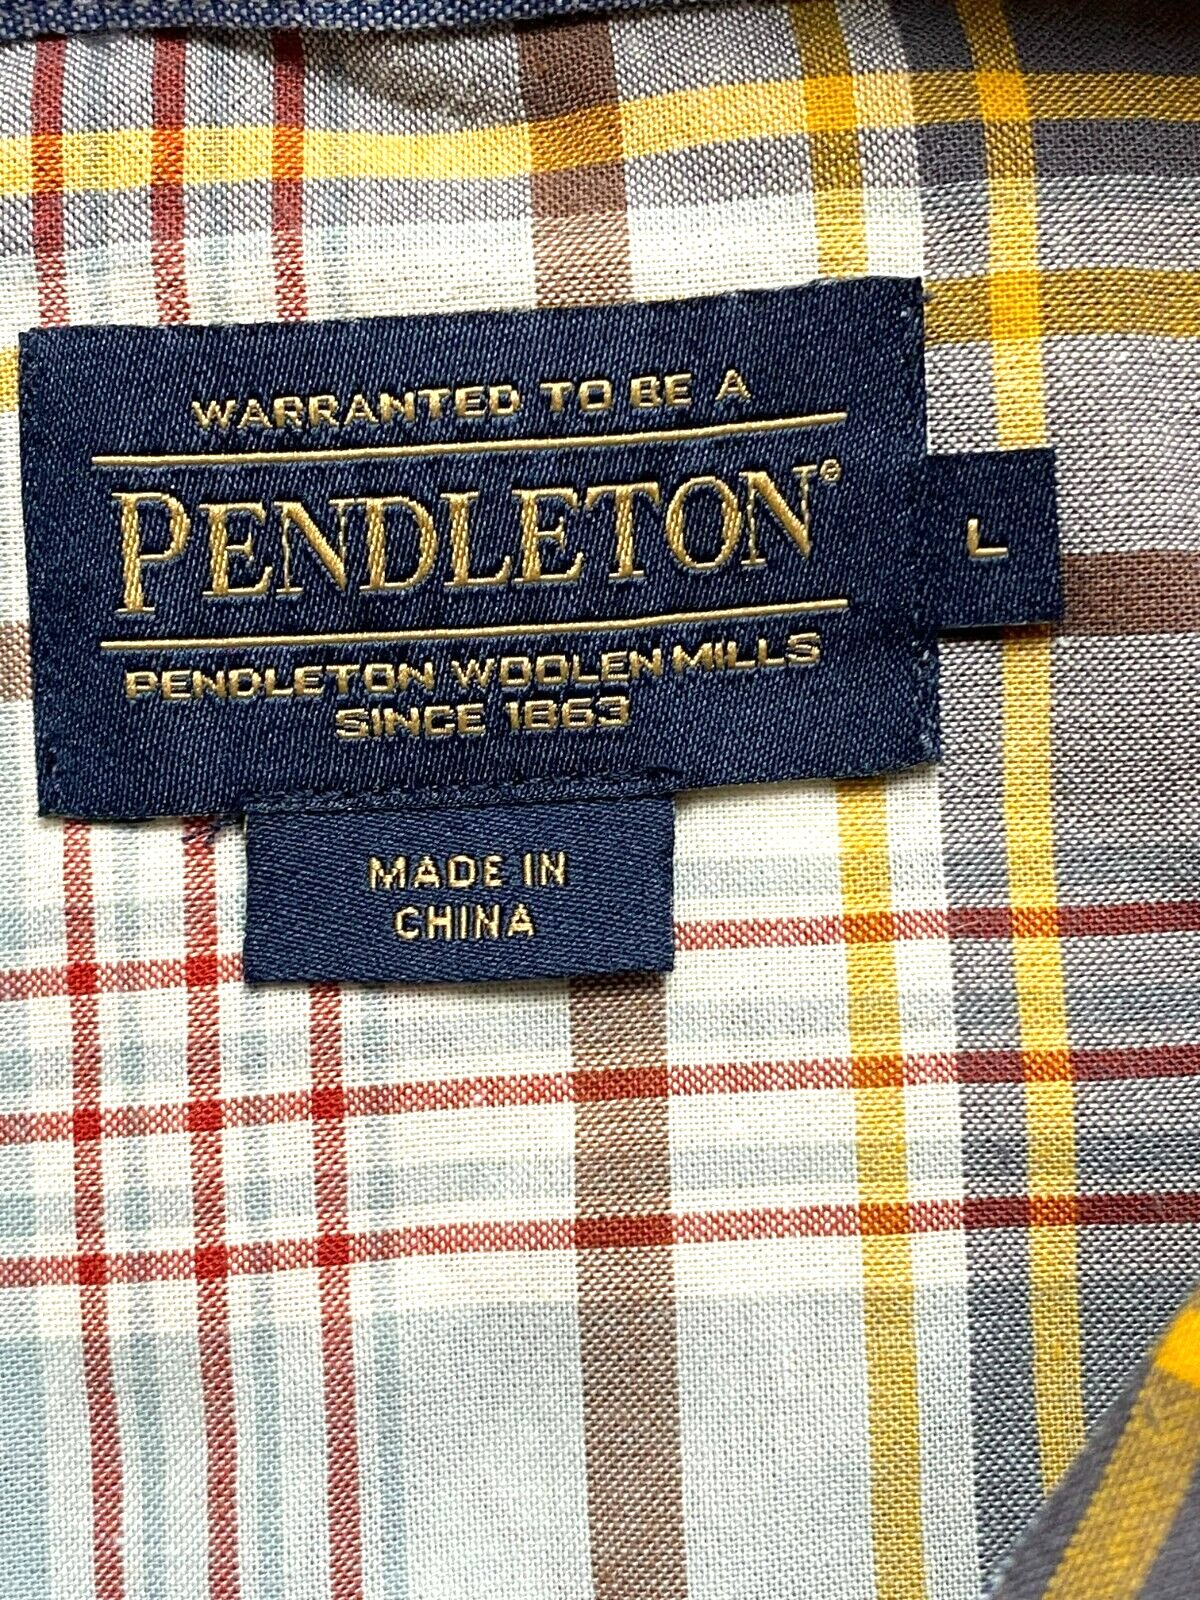 WARRANTED TO BE A
PENDLETON®
PENDLETON WOOLEN MILLS
SINCE 1863
L
MADE IN
CHINA